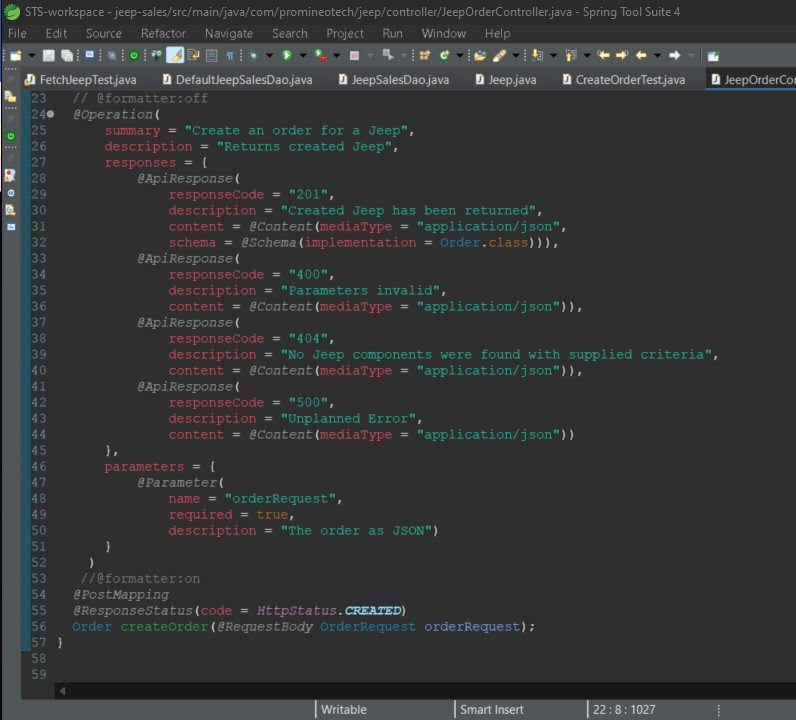 STS-workspace - jeep-sales/src/main/java/com/promineotech/jeep/controller/JeepOrderController.java - Spring Tool Suite 4
File Edit Source Refactor Navigate Search Project Run Window Help
FetchJeepTest.java DefaultJeepSalesDao.java JeepSalesDao.java Jeep.java CreateOrderTest.java JeepOrderCon
23 // @formatter:off
24 @Operation(
25 summary = "Create an order for a Jeep",
26 description = "Returns created Jeep",
27 responses = {
28 @ApiResponse(
29 responseCode = "201",
30 description = "Created Jeep has been returned",
31 content = @Content(mediaType = "application/json",
32 schema = @Schema(implementation = Order.class))),
33 @ApiResponse(
34 responseCode = "400",
35 description = "Parameters invalid",
36 content = @Content(mediaType = "application/json")),
37 @ApiResponse(
38 responseCode = "404",
39 description = "No Jeep components were found with supplied criteria",
40 content = @Content(mediaType = "application/json")),
41 @ApiResponse(
42 responseCode = "500",
43 description = "Unplanned Error",
44 content = @Content(mediaType = "application/json"))
45 },
46 parameters = {
47 @Parameter(
48 name = "orderRequest",
49 required = true,
50 description = "The order as JSON")
51 }
52 )
53 //@formatter:on
54 @PostMapping
55 @ResponseStatus(code = HttpStatus.CREATED)
56 Order createOrder(@RequestBody OrderRequest orderRequest);
57 }
58
59
Writable Smart Insert 22 : 8 : 1027